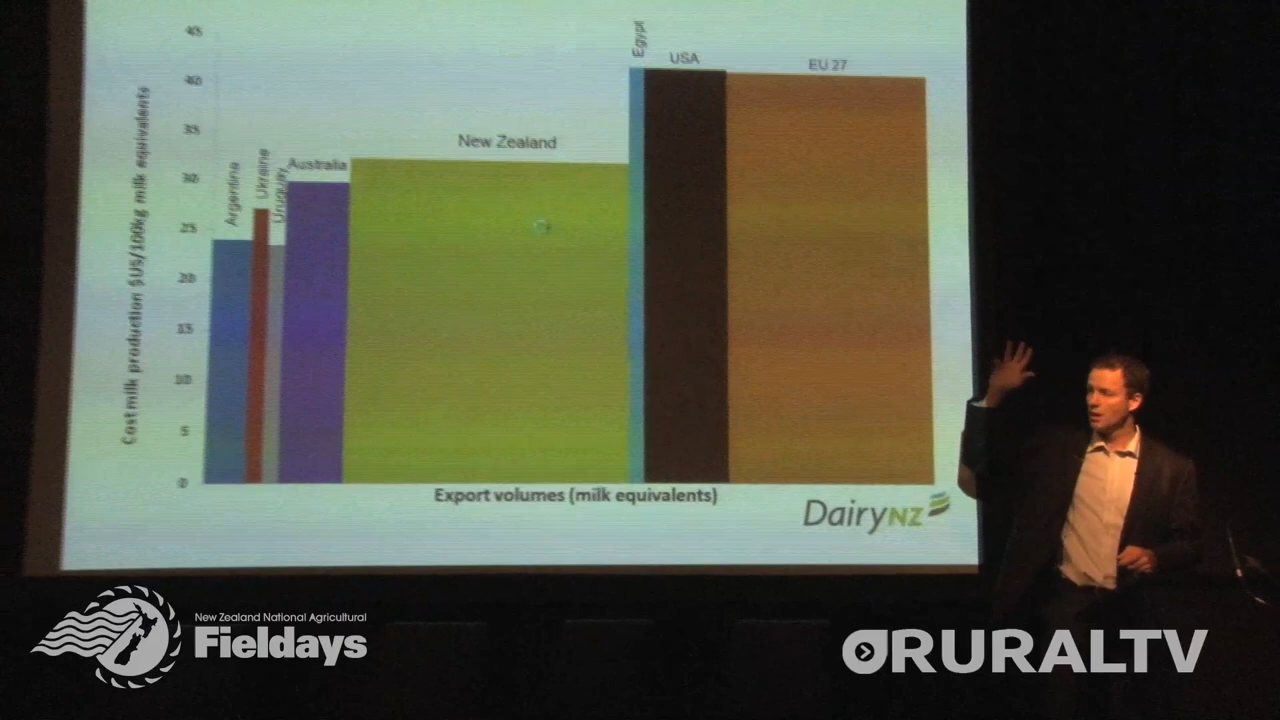 45
40
35
30
25
20
15
10
5
0
Cost milk production $US/100kg milk equivalents
Argentina
Ukraine
Uruguay
Australia
New Zealand
Egypt
USA
EU 27
Export volumes (milk equivalents)
DairyNZ
New Zealand National Agricultural
Fieldays
RURALTV